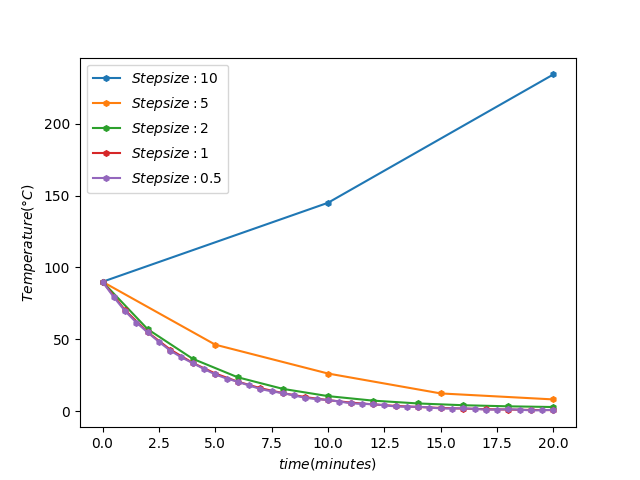 Stepsize : 10
Stepsize : 5
Stepsize : 2
Stepsize : 1
Stepsize : 0.5
200
150
100
50
0
Temperature(°C)
0.0 2.5 5.0 7.5 10.0 12.5 15.0 17.5 20.0
time(minutes)